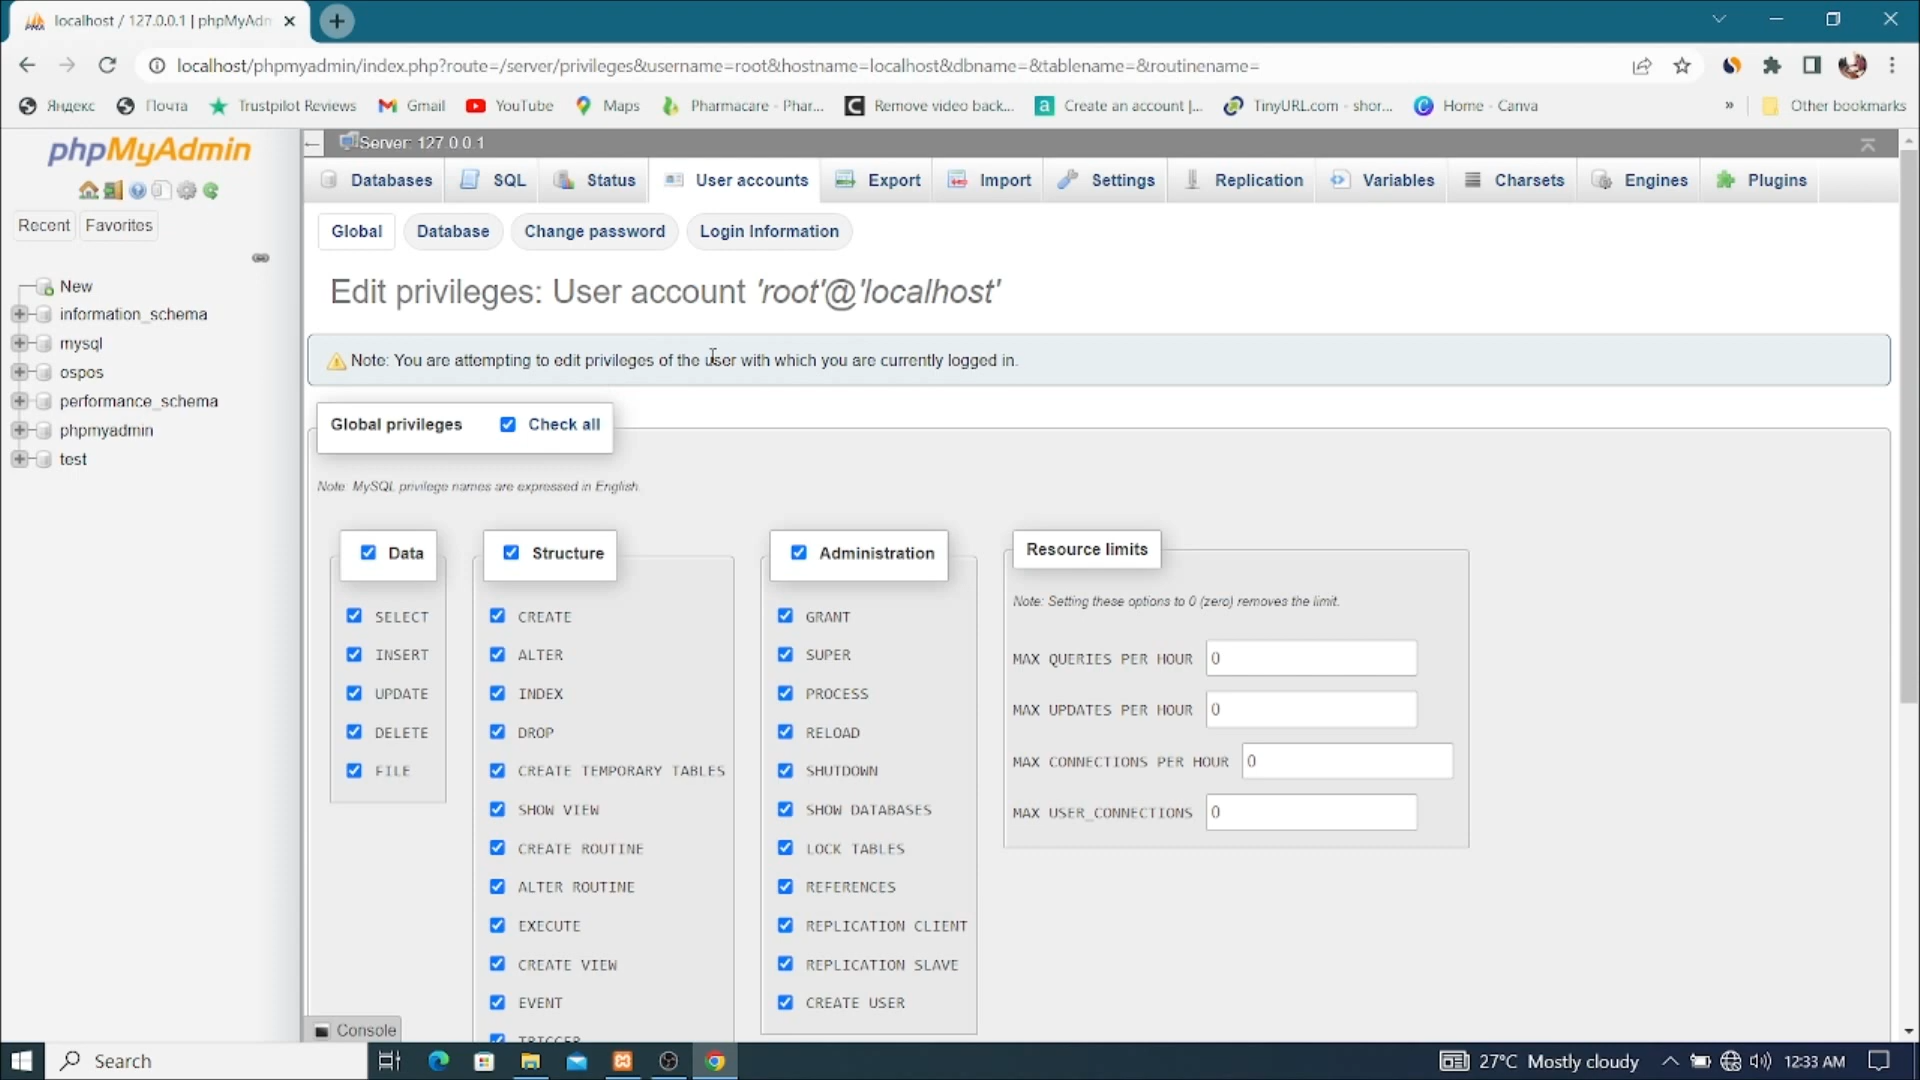 localhost / 127.0.0.1 | phpMyAdn
localhost/phpmyadmin/index.php?route=/server/privileges&username=root&hostname=localhost&dbname=&tablename=&routinename=
Яндекс Почта Trustpilot Reviews Gmail YouTube Maps Pharmacare - Phar... Remove video back... Create an account |... TinyURL.com - shor... Home - Canva » Other bookmarks
phpMyAdmin
Server: 127.0.0.1
Databases SQL Status User accounts Export Import Settings Replication Variables Charsets Engines Plugins
Recent Favorites
Global Database Change password Login Information
New
information_schema
mysql
ospos
performance_schema
phpmyadmin
test
Edit privileges: User account 'root'@'localhost'
Note: You are attempting to edit privileges of the user with which you are currently logged in.
Global privileges Check all
Note: MySQL privilege names are expressed in English.
Data
SELECT
INSERT
UPDATE
DELETE
FILE
Structure
CREATE
ALTER
INDEX
DROP
CREATE TEMPORARY TABLES
SHOW VIEW
CREATE ROUTINE
ALTER ROUTINE
EXECUTE
CREATE VIEW
EVENT
TRIGGER
Administration
GRANT
SUPER
PROCESS
RELOAD
SHUTDOWN
SHOW DATABASES
LOCK TABLES
REFERENCES
REPLICATION CLIENT
REPLICATION SLAVE
CREATE USER
Resource limits
Note: Setting these options to 0 (zero) removes the limit.
MAX QUERIES PER HOUR 0
MAX UPDATES PER HOUR 0
MAX CONNECTIONS PER HOUR 0
MAX USER_CONNECTIONS 0
Console
Search
27°C Mostly cloudy 12:33 AM